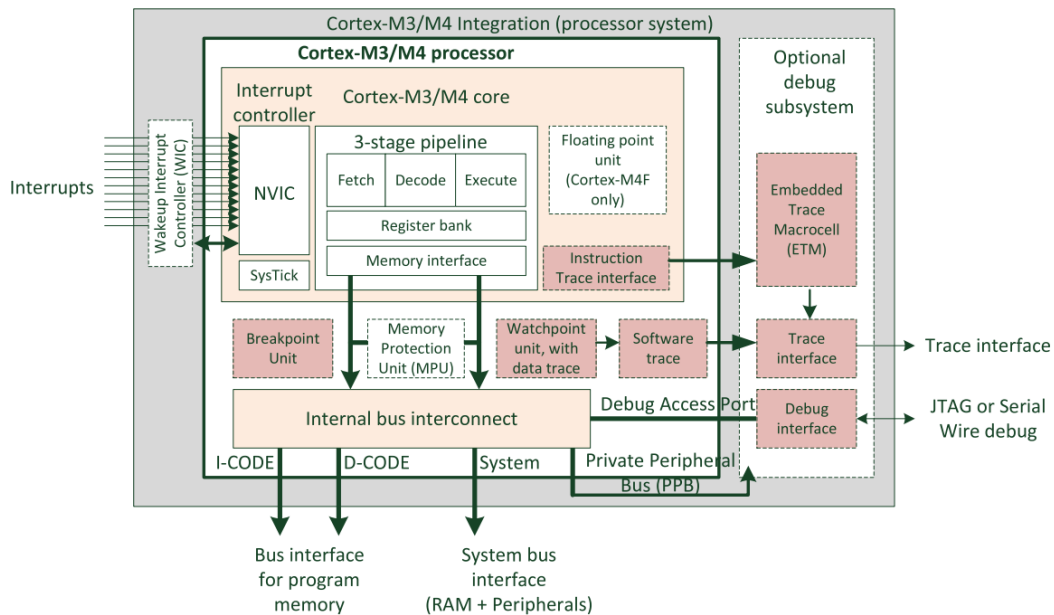 Cortex-M3/M4 Integration (processor system)
Cortex-M3/M4 processor
Optional
debug
subsystem
Interrupt
controller
Cortex-M3/M4 core
Interrupts
Wakeup Interrupt
Controller (WIC)
NVIC
SysTick
3-stage pipeline
Fetch
Decode
Execute
Register bank
Memory interface
Floating point
unit
(Cortex-M4F
only)
Instruction
Trace interface
Embedded
Trace
Macrocell
(ETM)
Breakpoint
Unit
Memory
Protection
Unit (MPU)
Watchpoint
unit, with
data trace
Software
trace
Trace
interface
Trace interface
Internal bus interconnect
Debug Access Port
Debug
interface
JTAG or Serial
Wire debug
I-CODE
D-CODE
System
Private Peripheral
Bus (PPB)
Bus interface
for program
memory
System bus
interface
(RAM + Peripherals)